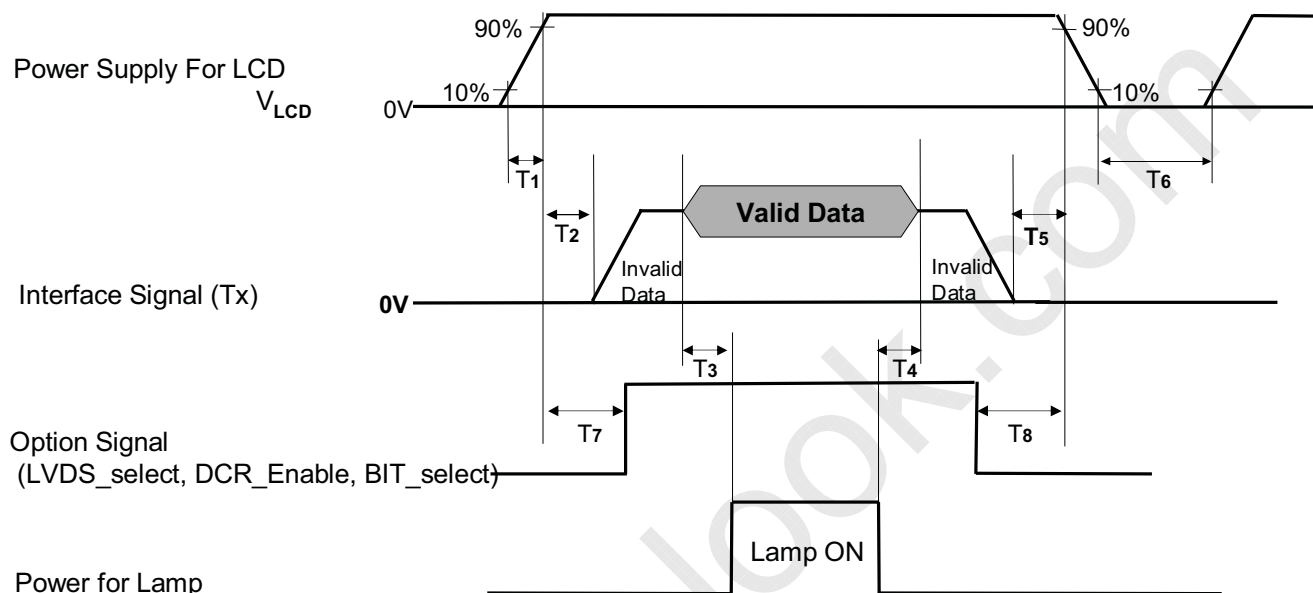 90%
90%
Power Supply For LCD
VLCD
0V
10%
10%
T1
T6
Valid Data
T2
T5
Invalid
Data
Invalid
Data
Interface Signal (Tx)
0V
T3
T4
T7
T8
Option Signal
(LVDS_select, DCR_Enable, BIT_select)
Lamp ON
Power for Lamp
look.com